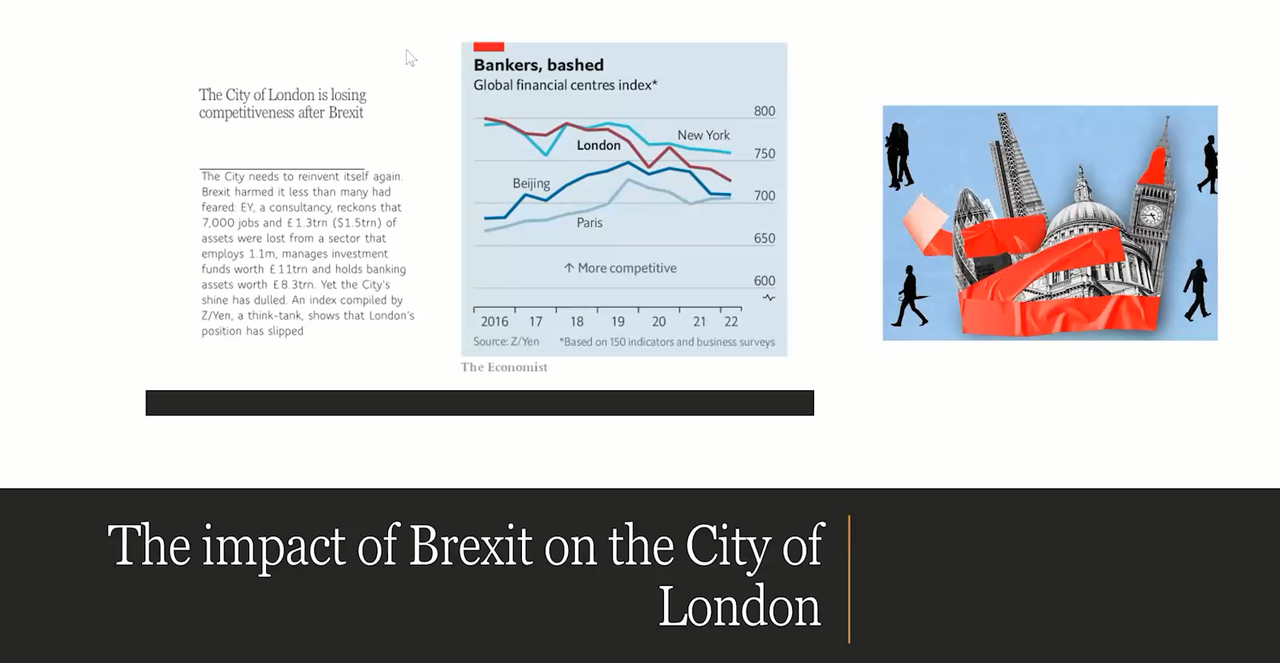 The City of London is losing
competitiveness after Brexit
The City needs to reinvent itself again.
Brexit harmed it less than many had
feared: EY, a consultancy, reckons that
7,000 jobs and £1.3trn ($1.5trn) of
assets were lost from a sector that
employs 1.1m, manages investment
funds worth £11trn and holds banking
assets worth £8.3trn. Yet the City's
shine has dulled. An index compiled by
Z/Yen, a think-tank, shows that London's
position has slipped
Bankers, bashed
Global financial centres index*
800
New York
London
750
Beijing
700
Paris
650
↑ More competitive
600
2016 17 18 19 20 21 22
Source: Z/Yen *Based on 150 indicators and business surveys
The Economist
The impact of Brexit on the City of
London